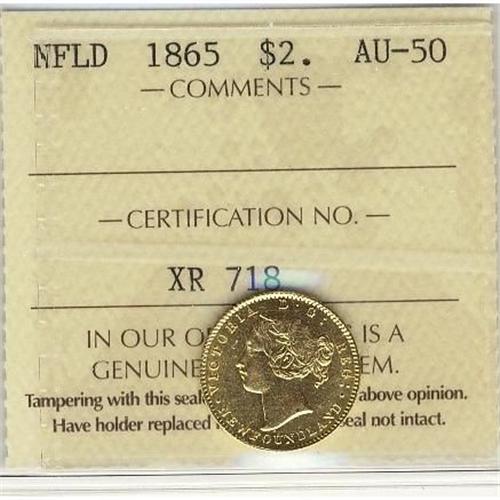 NFLD 1865 $2. AU-50
— COMMENTS —
— CERTIFICATION NO. —
XR 718
IN OUR O IS A
GENUINE EM.
Tampering with this seal above opinion.
Have holder replaced eal not intact.
VICTORIA D. G. REG.
NEWFOUNDLAND